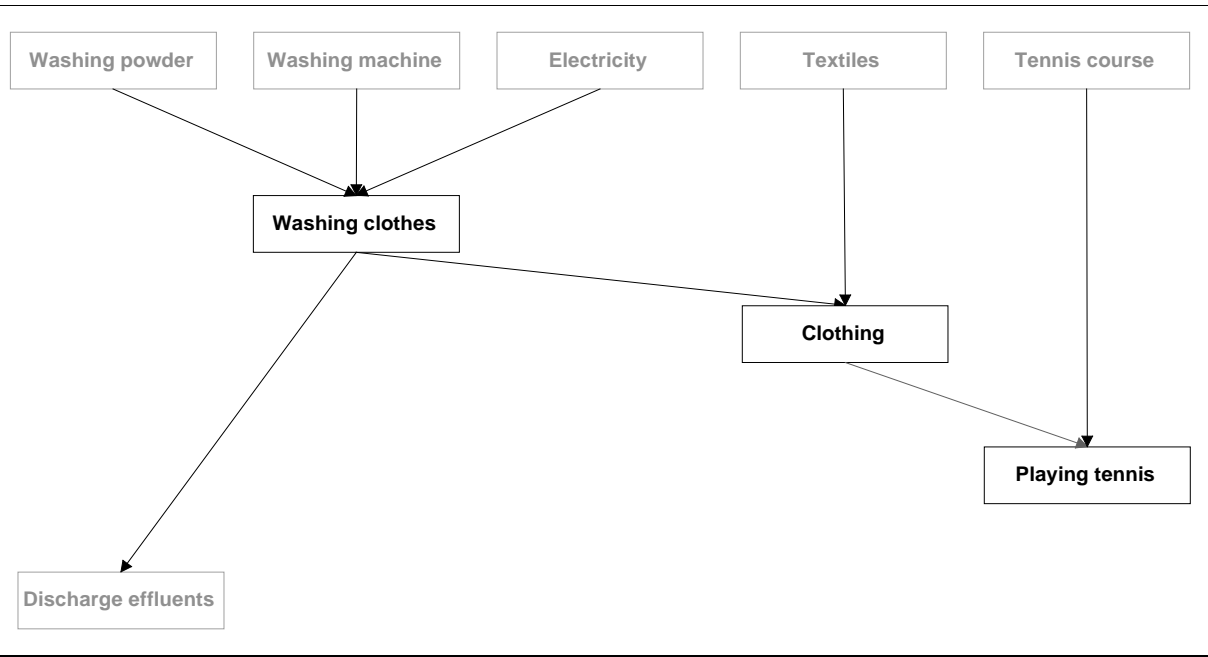 Washing powder
Washing machine
Electricity
Textiles
Tennis course
Washing clothes
Clothing
Playing tennis
Discharge effluents